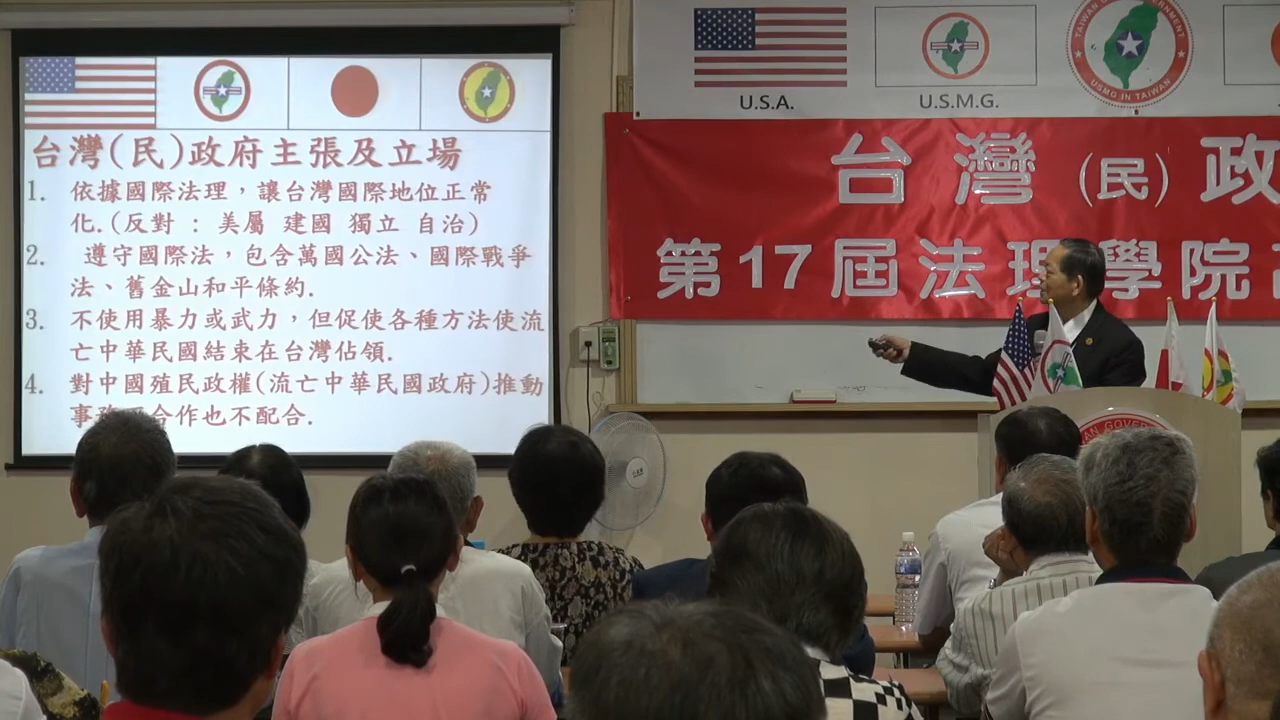 台灣(民)政府主張及立場
1. 依據國際法理，讓台灣國際地位正常
化.(反對 : 美屬 建國 獨立 自治)
2. 遵守國際法，包含萬國公法、國際戰爭
法、舊金山和平條約.
3. 不使用暴力或武力，但促使各種方法使流
亡中華民國結束在台灣佔領.
4. 對中國殖民政權(流亡中華民國政府)推動
事務
合作也不配合.
U.S.A.
U.S.M.G.
USMG IN TAIWAN
台灣(民)政
第17屆法理學院